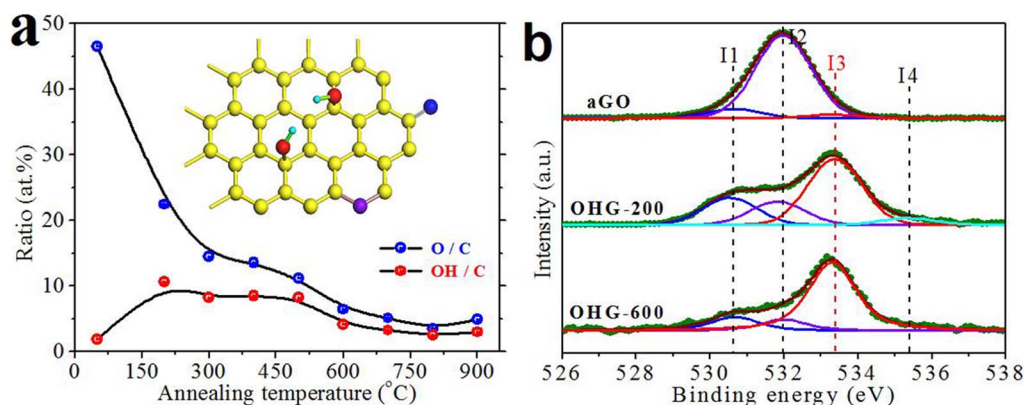 a
50
40
30
20
10
0
Ratio (at.%)
O / C
OH / C
0 150 300 450 600 750 900
Annealing temperature (°C)
b
I1
I2
I3
I4
aGO
OHG-200
OHG-600
Intensity (a.u.)
526 528 530 532 534 536 538
Binding energy (eV)